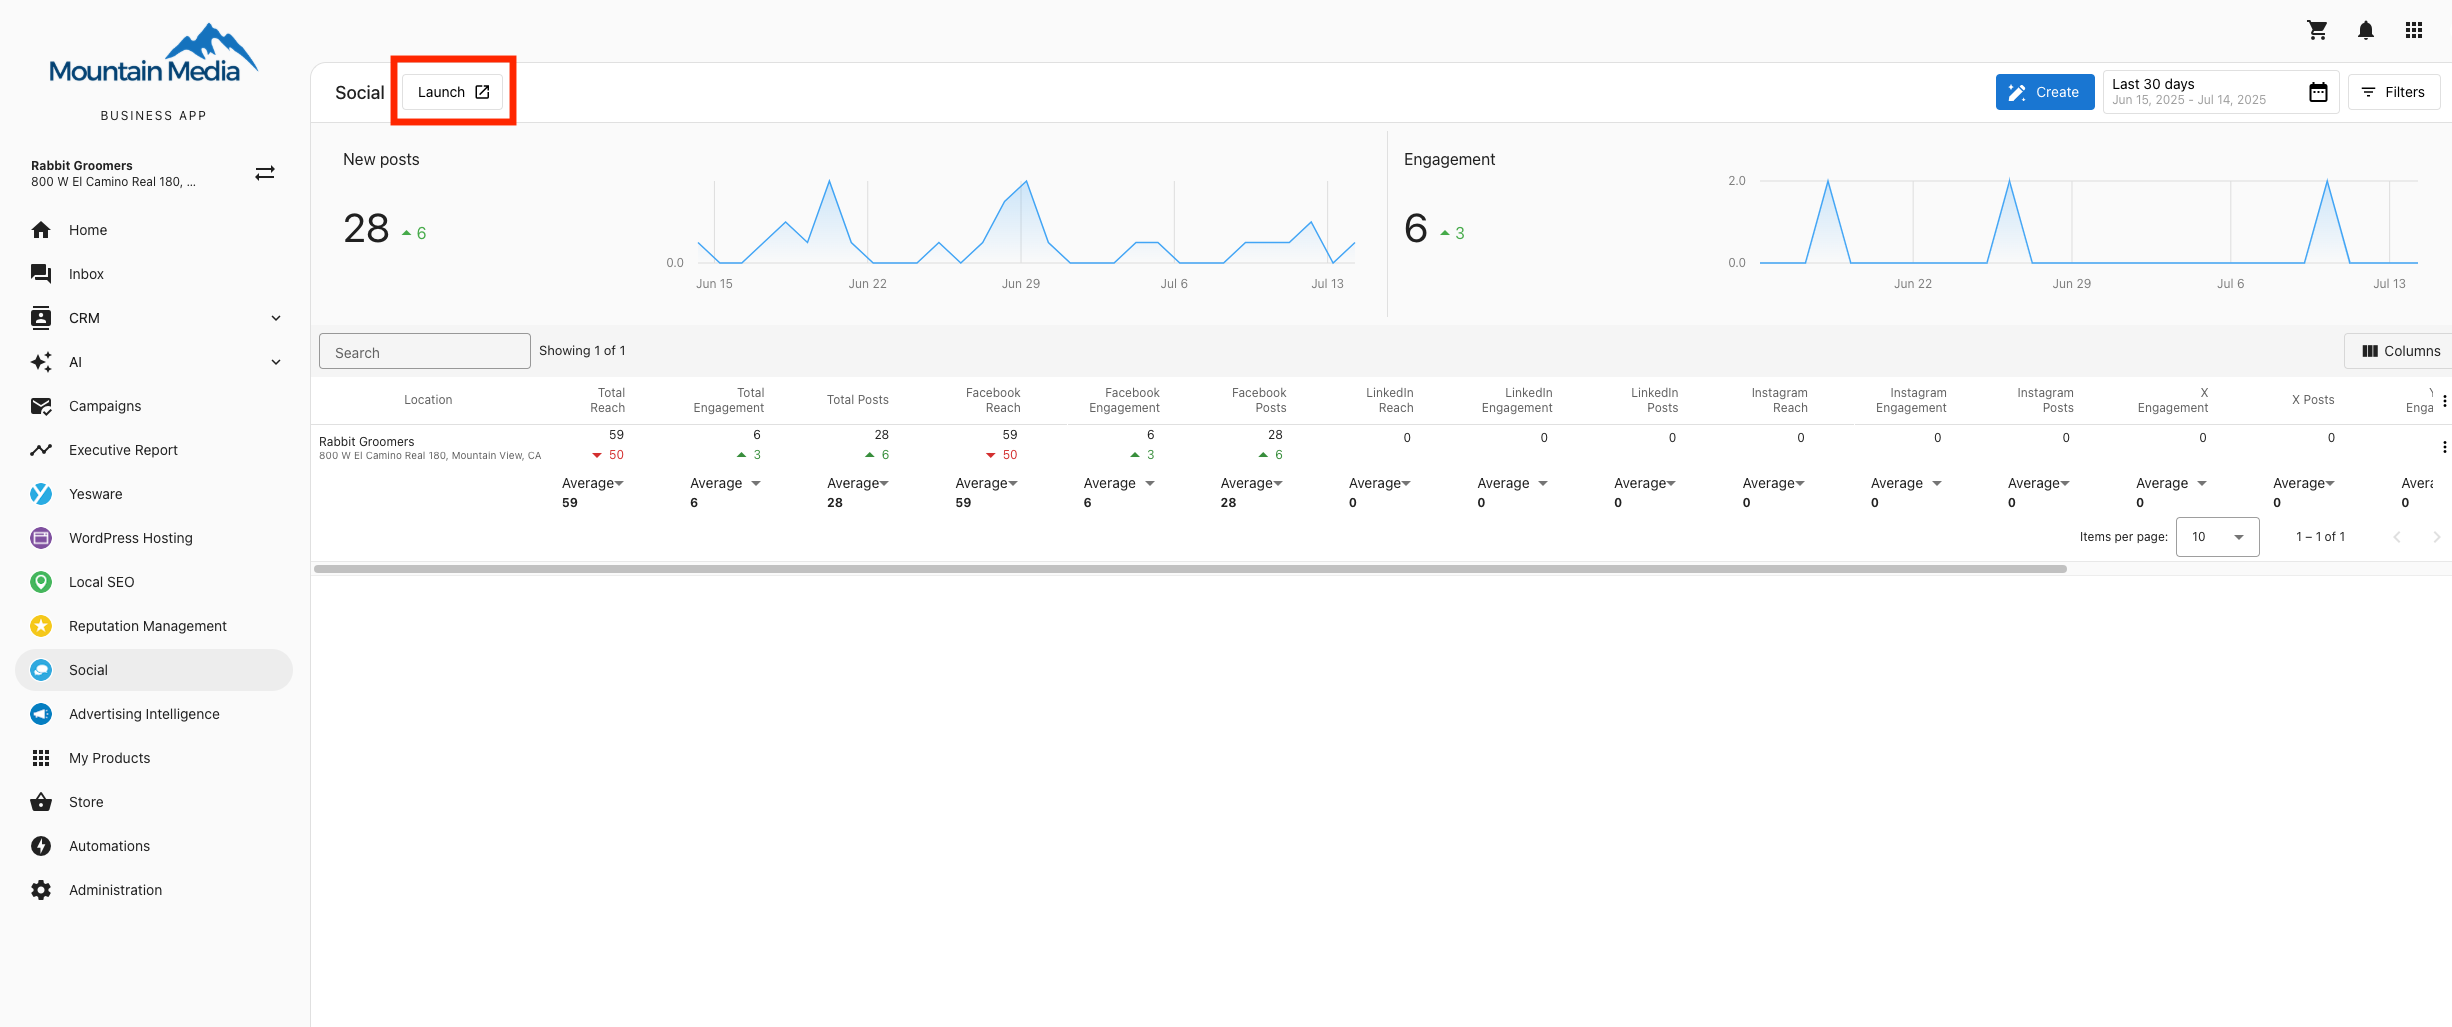 Mountain Media
BUSINESS APP
Rabbit Groomers
800 W El Camino Real 180, ...
Home
Inbox
CRM
AI
Campaigns
Executive Report
Yesware
WordPress Hosting
Local SEO
Reputation Management
Social
Advertising Intelligence
My Products
Store
Automations
Administration
Social
Launch
Create
Last 30 days
Jun 15, 2025 - Jul 14, 2025
Filters
New posts
28
6
0.0
Jun 15 Jun 22 Jun 29 Jul 6 Jul 13
Engagement
6
3
2.0
0.0
Jun 22 Jun 29 Jul 6 Jul 13
Search
Showing 1 of 1
Columns
Location
Total
Reach
Total
Engagement
Total Posts
Facebook
Reach
Facebook
Engagement
Facebook
Posts
LinkedIn
Reach
LinkedIn
Engagement
LinkedIn
Posts
Instagram
Reach
Instagram
Engagement
Instagram
Posts
X
Engagement
X Posts
Enga
Rabbit Groomers
800 W El Camino Real 180, Mountain View, CA
59 6 28 59 6 28 0 0 0 0 0 0 0 0
50 3 6 50 3 6
Average Average Average Average Average Average Average Average Average Average Average Average Average Average Avera
59 6 28 59 6 28 0 0 0 0 0 0 0 0 0
Items per page: 10 1 – 1 of 1